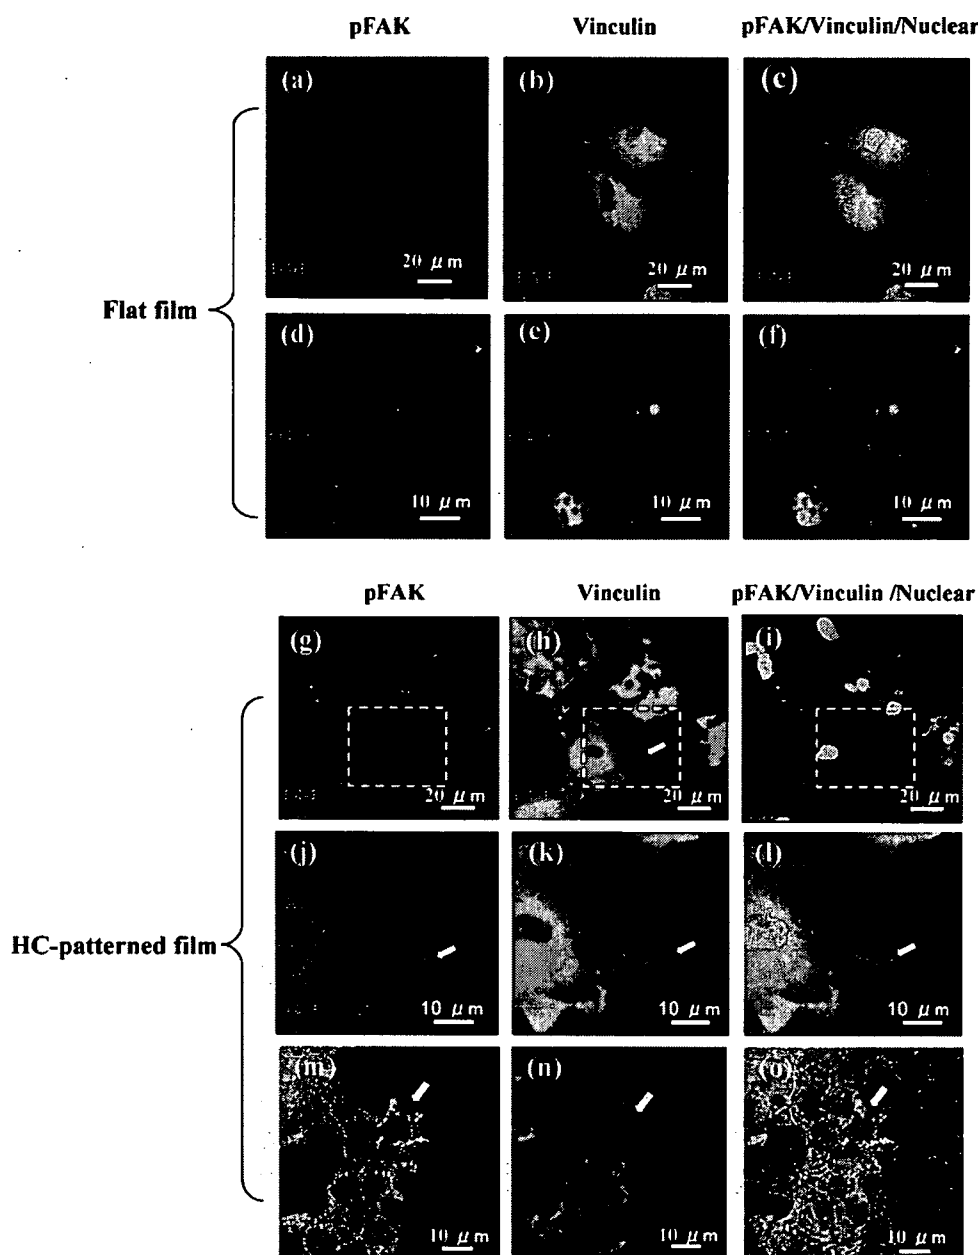 pFAK Vinculin pFAK/Vinculin/Nuclear
(a) (b) (c)
20 μm 20 μm 20 μm
Flat film
(d) (e) (f)
10 μm 10 μm 10 μm
pFAK Vinculin pFAK/Vinculin /Nuclear
(g) (h) (i)
20 μm 20 μm 20 μm
(j) (k) (l)
HC-patterned film
10 μm 10 μm 10 μm
(m) (n) (o)
10 μm 10 μm 10 μm